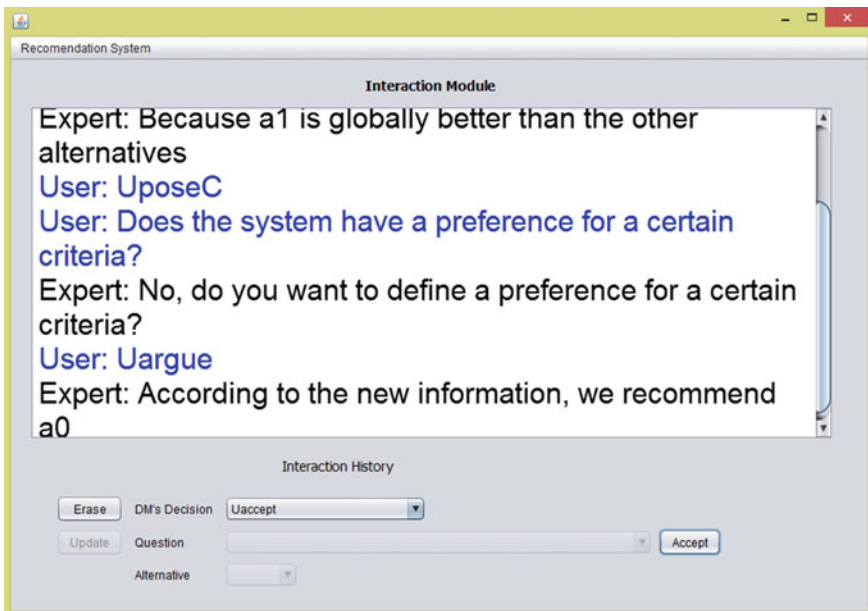 Recomendation System
Interaction Module
Expert: Because a1 is globally better than the other
alternatives
User: UposeC
User: Does the system have a preference for a certain
criteria?
Expert: No, do you want to define a preference for a certain
criteria?
User: Uargue
Expert: According to the new information, we recommend
a0
Interaction History
Erase DM's Decision Uaccept
Update Question Accept
Alternative